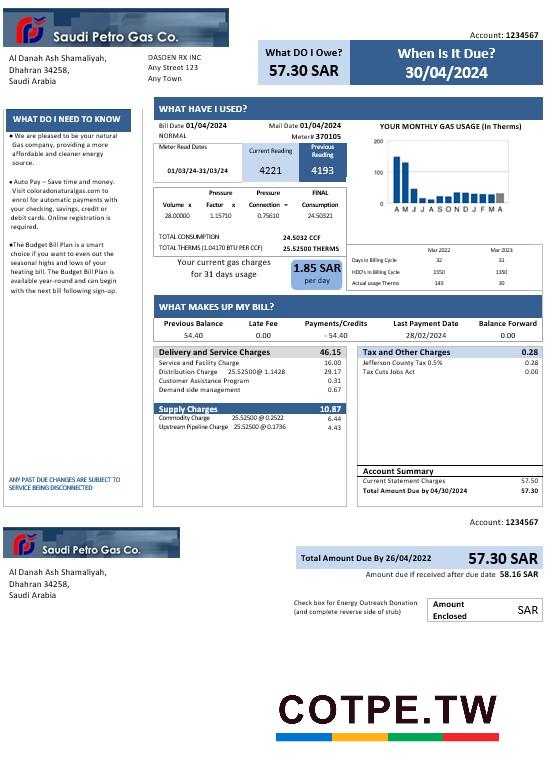 Saudi Petro Gas Co.
Account: 1234567
Al Danah Ash Shamaliyah,
Dhahran 34258,
Saudi Arabia
DASOEN RX INC
Any Street 123
Any Town
What DO I Owe?
57.30 SAR
When Is It Due?
30/04/2024
WHAT DO I NEED TO KNOW
● We are pleased to be your natural
Gas company, providing a more
affordable and cleaner energy
source.
● Auto Pay – Save time and money.
Visit coloradonaturalgas.com to
enrol for automatic payments with
your checking, savings, credit or
debit cards. Online registration is
required.
●The Budget Bill Plan is a smart
choice if you want to even out the
seasonal highs and lows of your
heating bill. The Budget Bill Plan is
available year-round and can begin
with the next bill following sign-up.
ANY PAST DUE CHARGES ARE SUBJECT TO
SERVICE BEING DISCONNECTED
WHAT HAVE I USED?
Bill Date 01/04/2024 Mail Date 01/04/2024
NORMAL Meter# 370105
Meter Read Dates Current Reading Previous Reading
01/03/24-31/03/24 4221 4193
Pressure Pressure FINAL
Volume x Factor x Connection = Consumption
28.00000 1.15710 0.75610 24.50321
TOTAL CONSUMPTION 24.5032 CCF
TOTAL THERMS (1.04170 BTU PER CCF) 25.52500 THERMS
Your current gas charges
for 31 days usage
1.85 SAR
per day
YOUR MONTHLY GAS USAGE (In Therms)
200
100
0
A M J J A S O N D J F M A
Mar 2022 Mar 2023
Days in Billing Cycle 32 31
HDD's in Billing Cycle 1550 1350
Actual usage Therms 149 30
WHAT MAKES UP MY BILL?
Previous Balance Late Fee Payments/Credits Last Payment Date Balance Forward
54.40 0.00 - 54.40 28/02/2024 0.00
Delivery and Service Charges 46.15
Service and Facility Charge 16.00
Distribution Charge 25.52500@ 1.1428 29.17
Customer Assistance Program 0.31
Demand side management 0.67
Supply Charges 10.87
Commodity Charge 25.52500 @ 0.2522 6.44
Upstream Pipeline Charge 25.52500 @ 0.1736 4.43
Tax and Other Charges 0.28
Jefferson County Tax 0.5% 0.28
Tax Cuts Jobs Act 0.00
Account Summary
Current Statement Charges 57.50
Total Amount Due by 04/30/2024 57.30
Account: 1234567
Saudi Petro Gas Co.
Al Danah Ash Shamaliyah,
Dhahran 34258,
Saudi Arabia
Total Amount Due By 26/04/2022 57.30 SAR
Amount due if received after due date 58.16 SAR
Check box for Energy Outreach Donation
(and complete reverse side of stub)
Amount
Enclosed
SAR
COTPE.TW